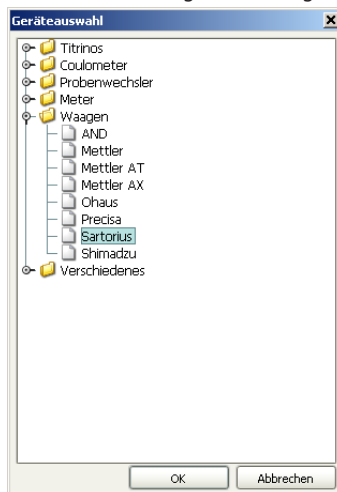 Geräteauswahl
Titrinos
Coulometer
Probenwechsler
Meter
Waagen
AND
Mettler
Mettler AT
Mettler AX
Ohaus
Precisa
Sartorius
Shimadzu
Verschiedenes
OK Abbrechen